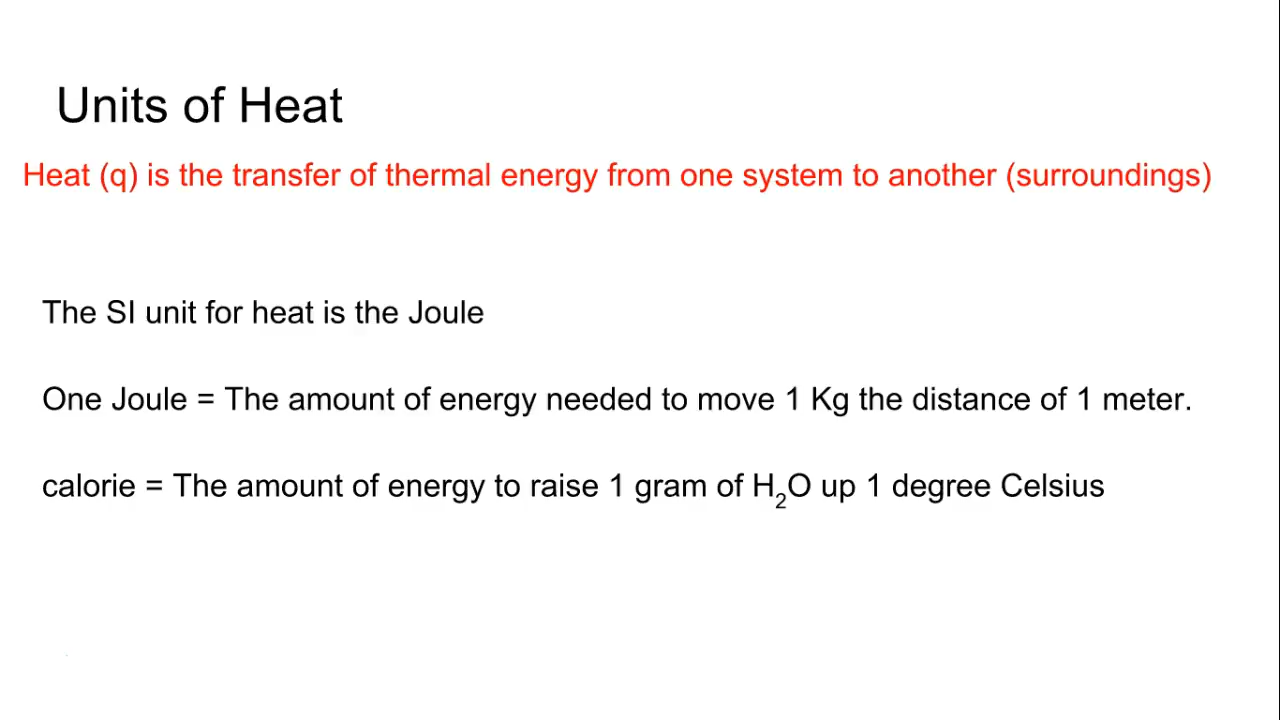 Units of Heat
Heat (q) is the transfer of thermal energy from one system to another (surroundings)
The SI unit for heat is the Joule
One Joule = The amount of energy needed to move 1 Kg the distance of 1 meter.
calorie = The amount of energy to raise 1 gram of H₂O up 1 degree Celsius